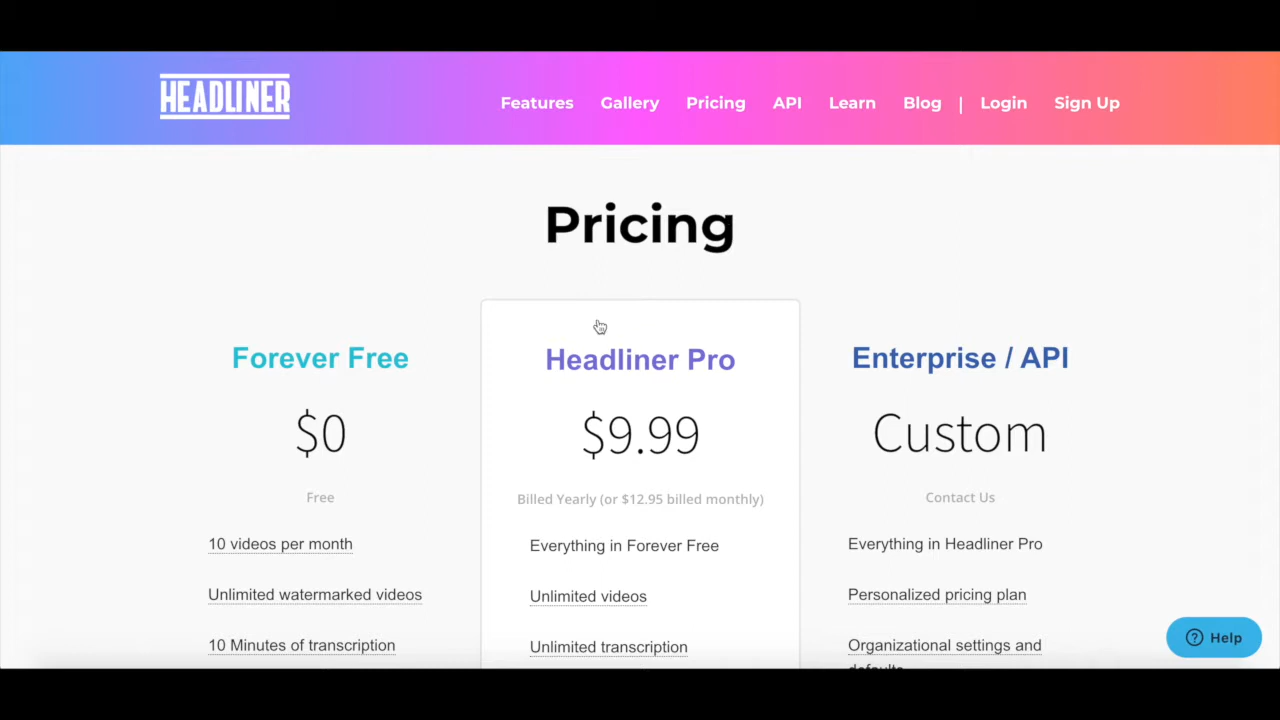 HEADLINER
Features Gallery Pricing API Learn Blog | Login Sign Up
Pricing
Forever Free
$0
Free
10 videos per month
Unlimited watermarked videos
10 Minutes of transcription
Headliner Pro
$9.99
Billed Yearly (or $12.95 billed monthly)
Everything in Forever Free
Unlimited videos
Unlimited transcription
Enterprise / API
Custom
Contact Us
Everything in Headliner Pro
Personalized pricing plan
Organizational settings and
defaults
Help